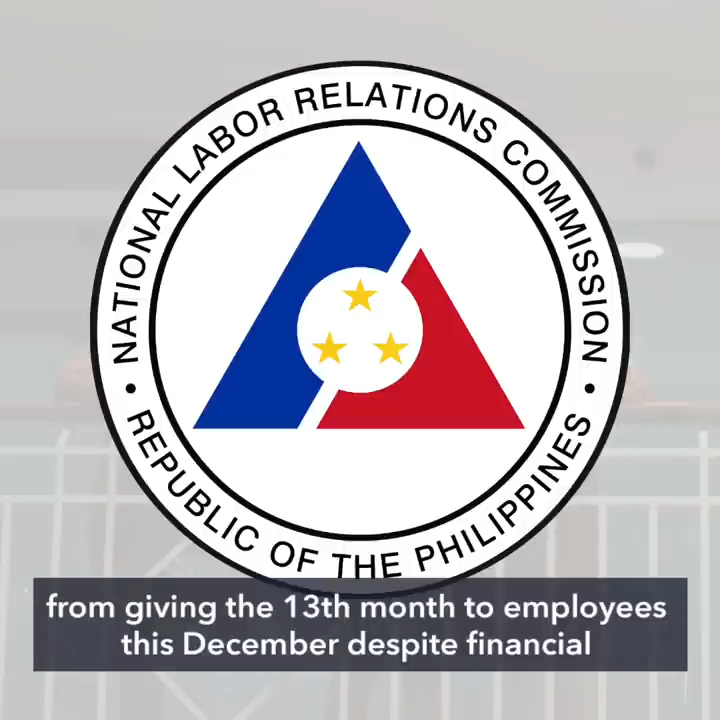 • NATIONAL LABOR RELATIONS COMMISSION •
REPUBLIC OF THE PHILIPPINES
from giving the 13th month to employees
this December despite financial